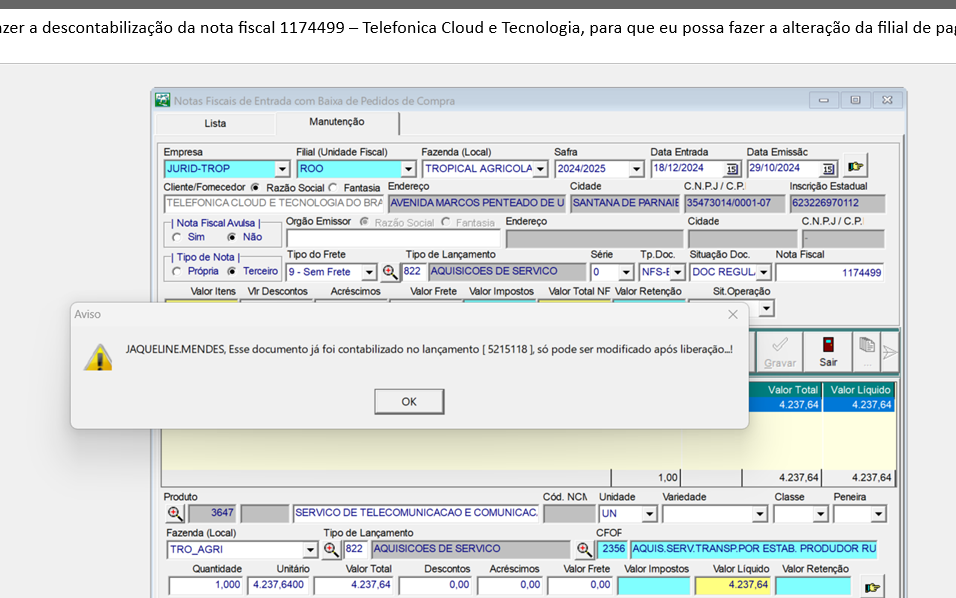 azer a descontabilização da nota fiscal 1174499 – Telefonica Cloud e Tecnologia, para que eu possa fazer a alteração da filial de pag
Notas Fiscais de Entrada com Baixa de Pedidos de Compra
Lista Manutenção
Empresa Filial (Unidade Fiscal) Fazenda (Local) Safra Data Entrada Data Emissão
JURID-TROP ROO TROPICAL AGRICOLA 2024/2025 18/12/2024 15 29/10/2024 15
Cliente/Fornecedor Razão Social Fantasia Endereço Cidade C.N.P.J / C.P.F. Inscrição Estadual
TELEFONICA CLOUD E TECNOLOGIA DO BRA AVENIDA MARCOS PENTEADO DE U SANTANA DE PARNAIB 35473014/0001-07 623226970112
| Nota Fiscal Avulsa | Orgão Emissor Razão Social Fantasia Endereço Cidade C.N.P.J / C.P.F.
Sim Não -
| Tipo de Nota | Tipo do Frete Tipo de Lançamento Série Tp.Doc. Situação Doc. Nota Fiscal
Própria Terceiro 9 - Sem Frete 822 AQUISICOES DE SERVICO 0 NFS-E DOC REGUL 1174499
Valor Itens Vlr Descontos Acréscimos Valor Frete Valor Impostos Valor Total NF Valor Retenção Sit.Operação
Aviso
JAQUELINE.MENDES, Esse documento já foi contabilizado no lançamento [ 5215118 ], só pode ser modificado após liberação...!
OK
Gravar Sair ...
Valor Total Valor Líquido
4.237,64 4.237,64
1,00 4.237,64 4.237,64
Produto Cód. NCM Unidade Variedade Classe Peneira
3647 SERVICO DE TELECOMUNICACAO E COMUNICAC UN
Fazenda (Local) Tipo de Lançamento CFOP
TRO_AGRI 822 AQUISICOES DE SERVICO 2356 AQUIS.SERV.TRANSP.POR ESTAB. PRODUDOR RU
Quantidade Unitário Valor Total Descontos Acréscimos Valor Frete Valor Impostos Valor Líquido Valor Retenção
1,000 4.237,6400 4.237,64 0,00 0,00 0,00 4.237,64